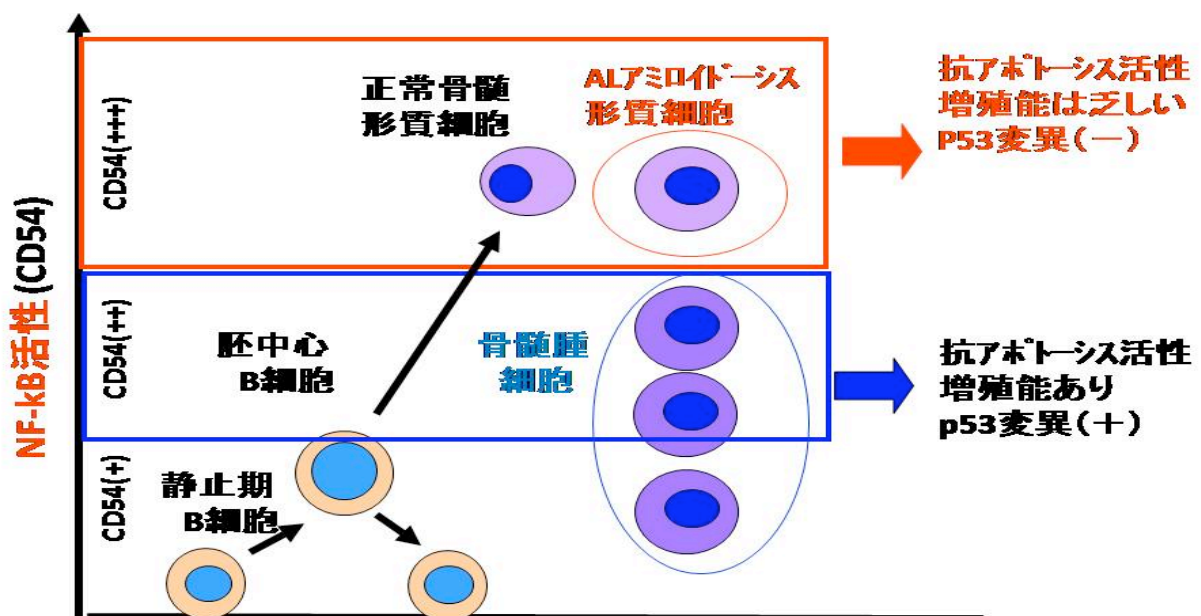 NF-kB活性(CD54)
CD54(+++)
CD54(++)
CD54(+)
正常骨髄
形質細胞
ALアミロイドーシス
形質細胞
抗アポトーシス活性
増殖能は乏しい
P53変異(－)
胚中心
B細胞
骨髄腫
細胞
抗アポトーシス活性
増殖能あり
p53変異(＋)
静止期
B細胞